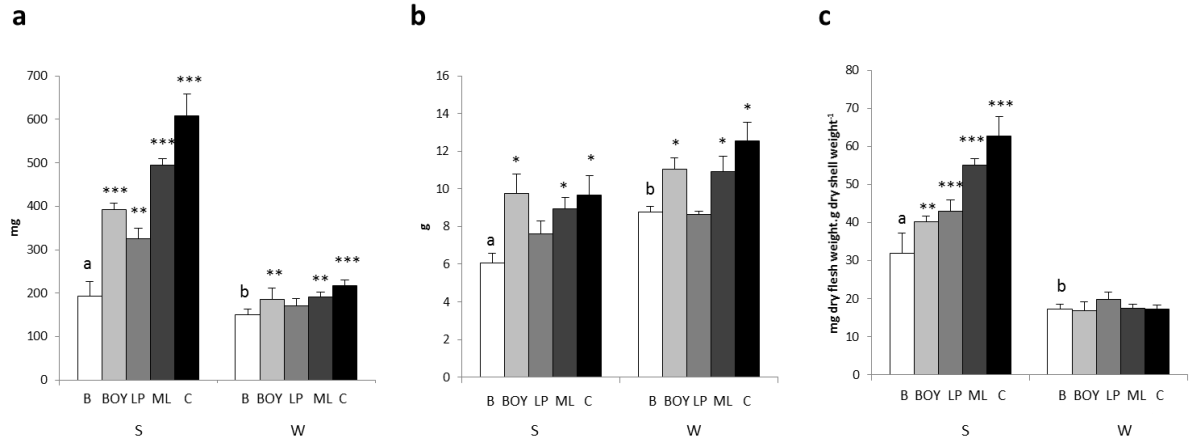 a
mg
700
600
500
400
300
200
100
0
a
***
**
***
***
b
**
**
***
B BOY LP ML C B BOY LP ML C
S W
b
g
16
14
12
10
8
6
4
2
0
a
*
*
*
b
*
*
*
B BOY LP ML C B BOY LP ML C
S W
c
mg dry flesh weight.g dry shell weight-1
80
70
60
50
40
30
20
10
0
a
**
***
***
***
b
B BOY LP ML C B BOY LP ML C
S W